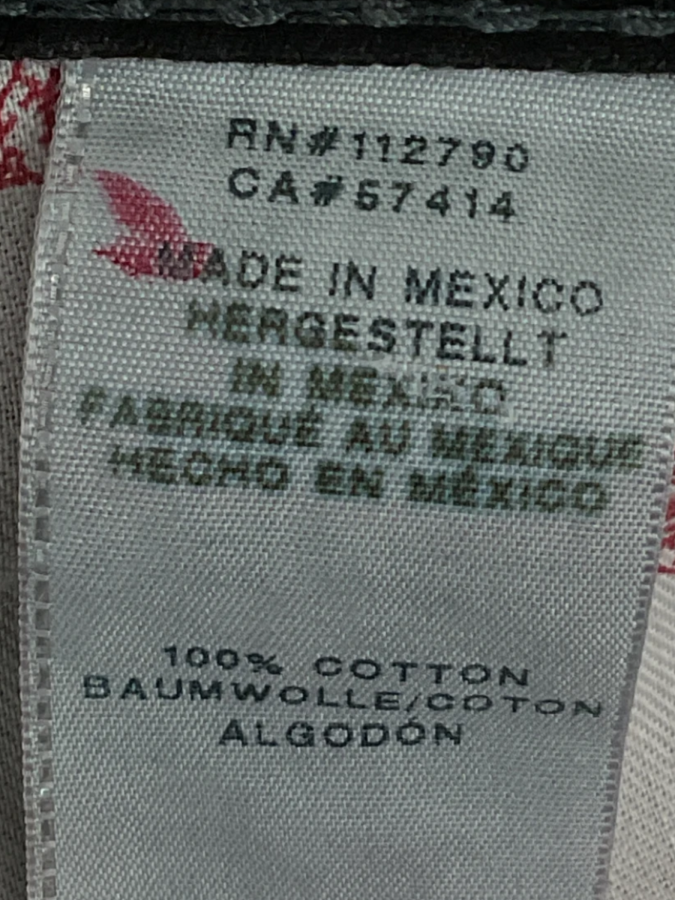 RN#112790
CA#57414
MADE IN MEXICO
HERGESTELLT
IN MEXIKO
FABRIQUÉ AU MEXIQUE
HECHO EN MÉXICO
100% COTTON
BAUMWOLLE/COTON
ALGODÓN